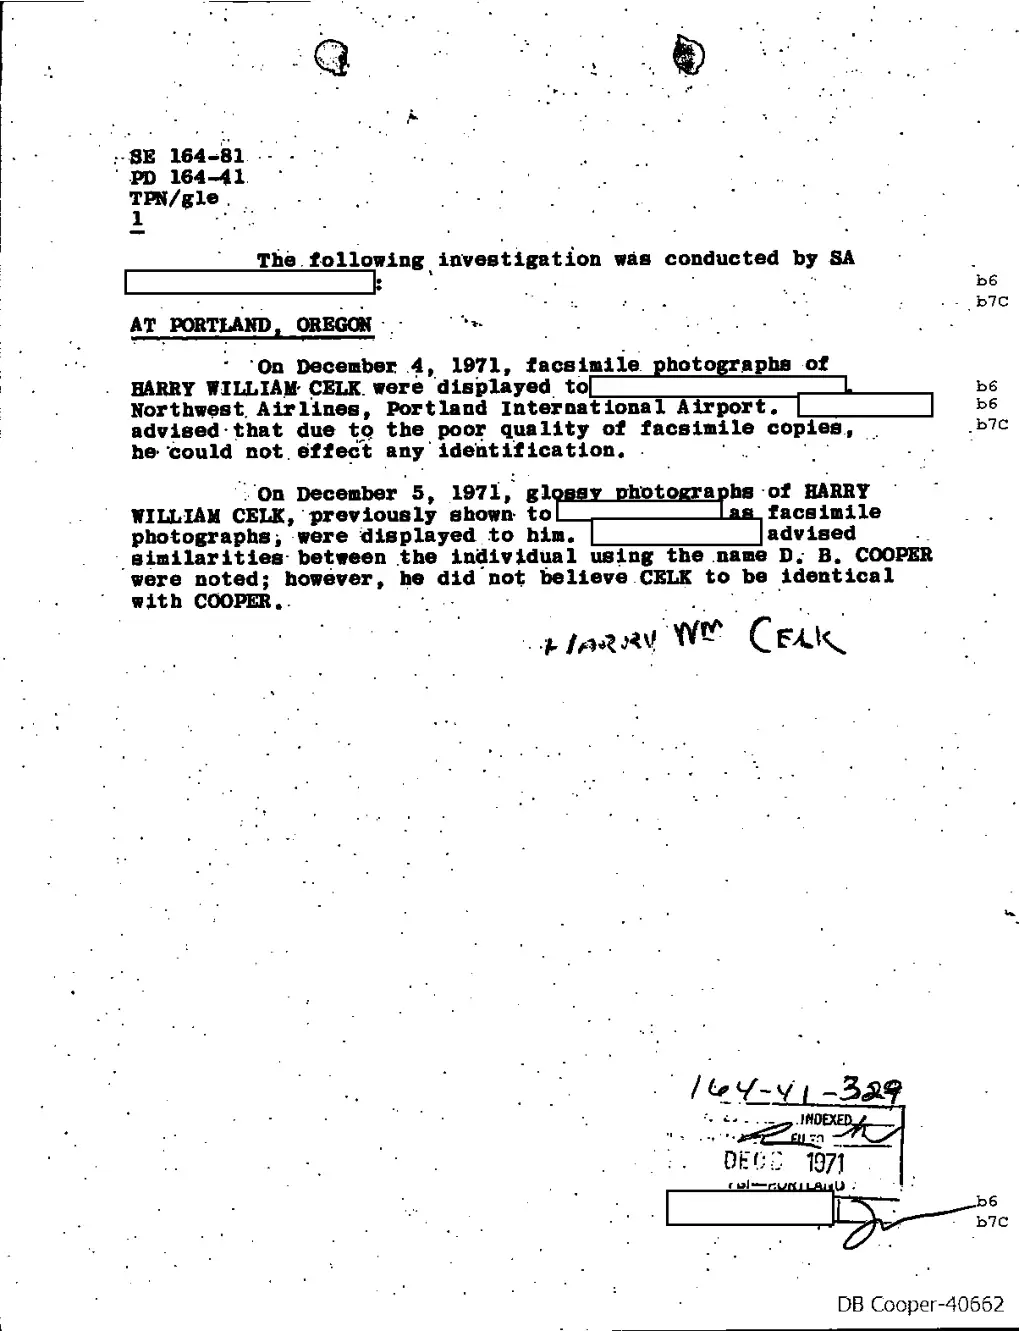 SE 164-81
PD 164-41
TPN/gle
1
The following investigation was conducted by SA
:
b6
b7C
AT PORTLAND, OREGON
On December 4, 1971, facsimile photographs of
HARRY WILLIAM CELK were displayed to .
b6
Northwest Airlines, Portland International Airport.
b6
advised that due to the poor quality of facsimile copies,
b7C
he could not effect any identification.
On December 5, 1971, glossy photographs of HARRY
WILLIAM CELK, previously shown to as facsimile
photographs, were displayed to him. advised
similarities between the individual using the name D. B. COOPER
were noted; however, he did not believe CELK to be identical
with COOPER.
HARRY Wm CELK
164-41-329
INDEXED
FILED
DEC 1971
FBI—PORTLAND
b6
b7C
DB Cooper-40662